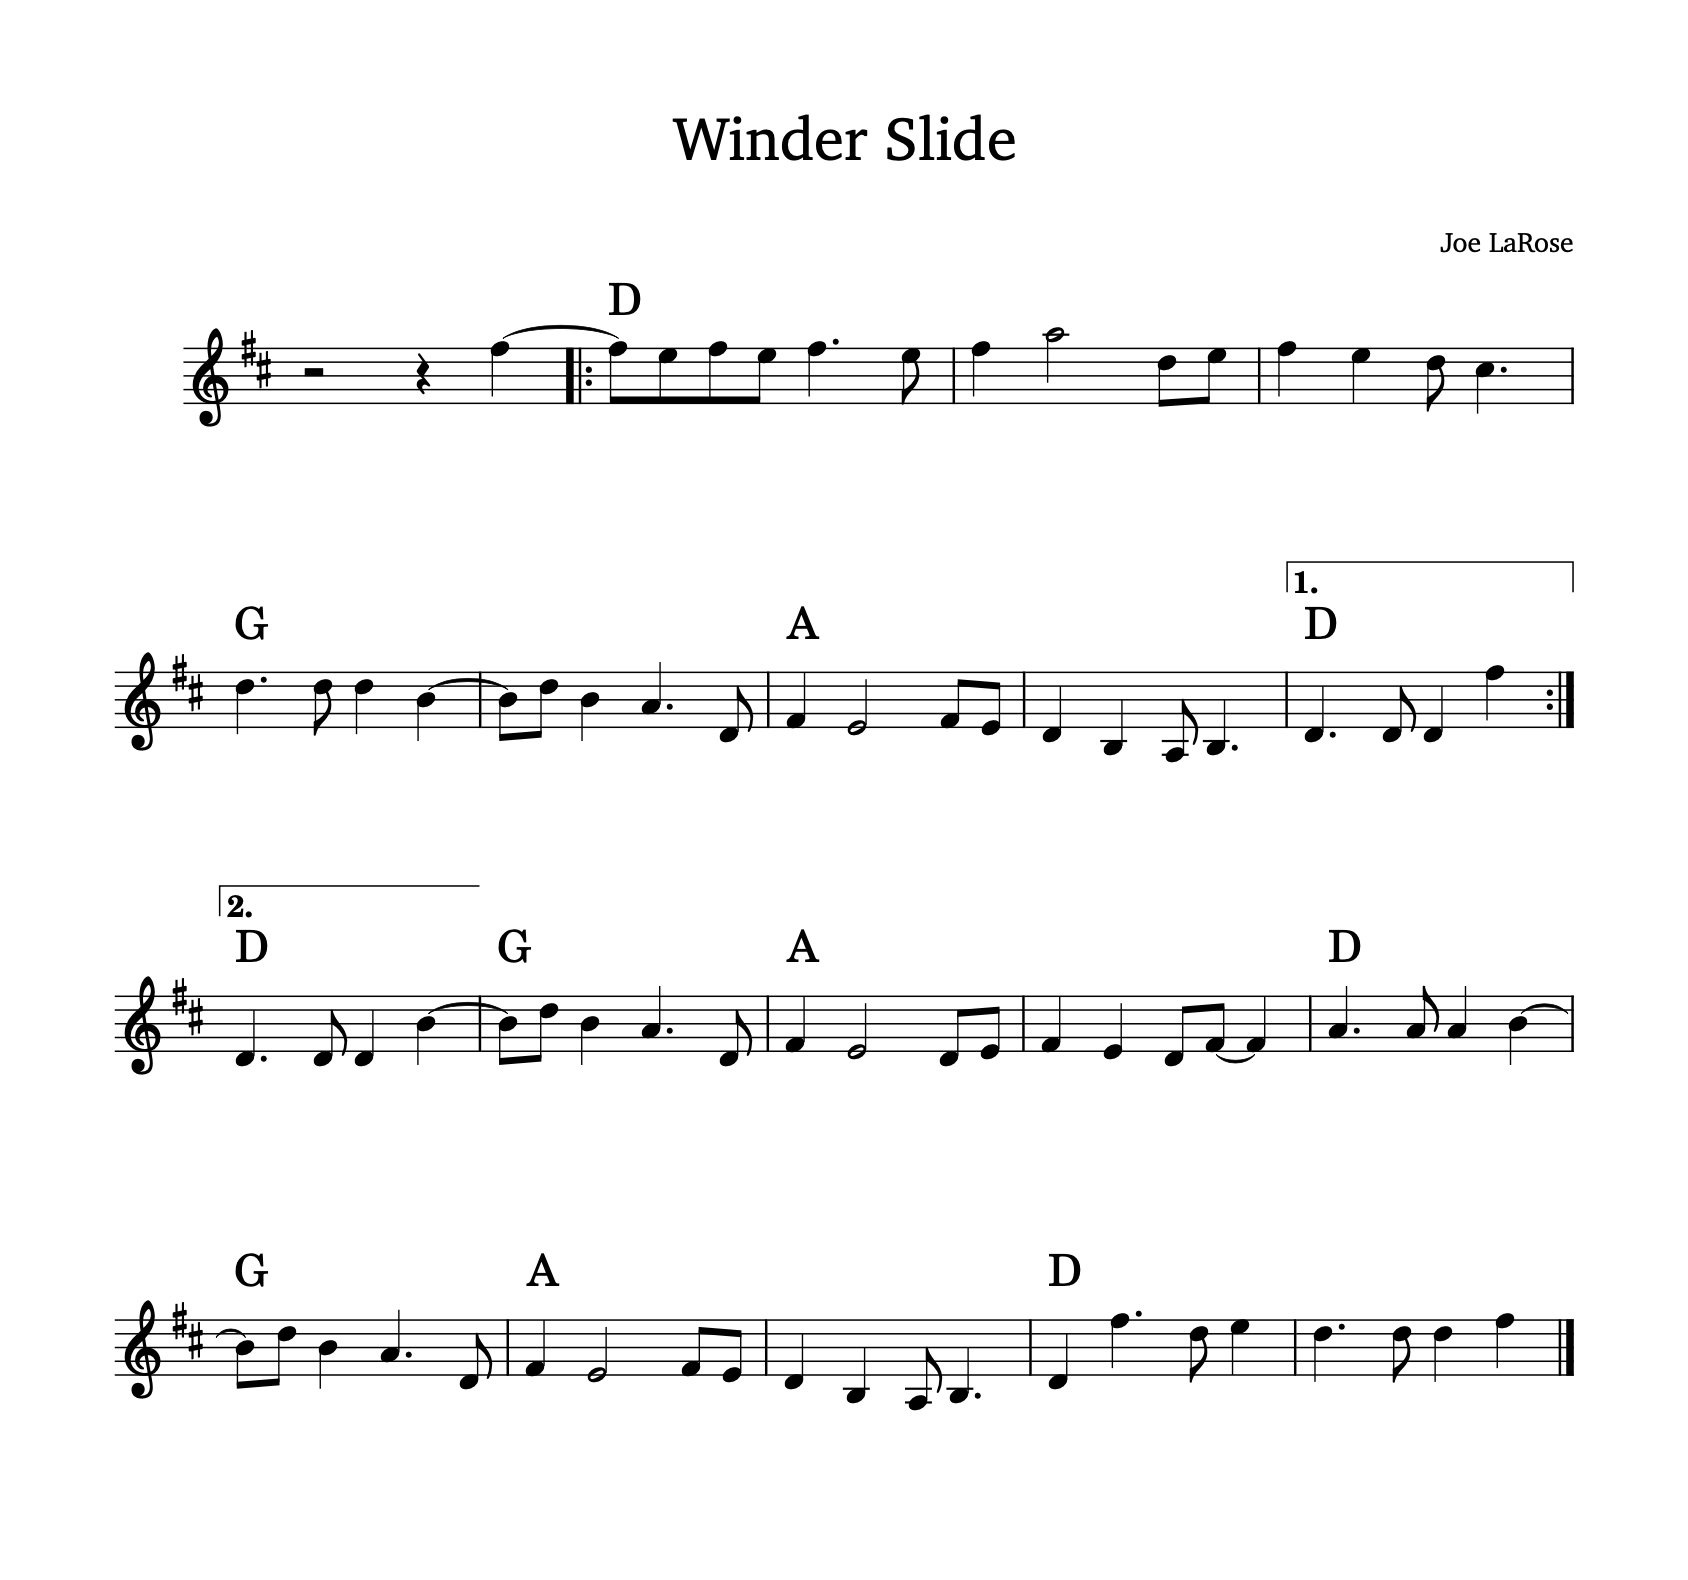 Winder Slide
Joe LaRose
D
1.
G A D
2.
D G A D
G A D